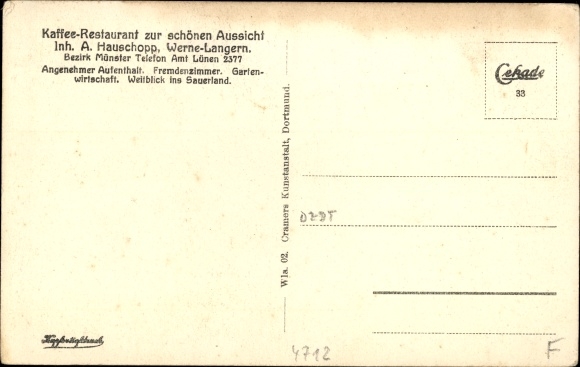 Kaffee-Restaurant zur schönen Aussicht
Inh. A. Hauschopp, Werne-Langern.
Bezirk Münster Telefon Amt Lünen 2377
Angenehmer Aufenthalt. Fremdenzimmer. Garten-
wirtschaft. Weitblick ins Sauerland.
Cekade
33
Wla. 02. Cramers Kunstanstalt, Dortmund.
Kupfertiefdruck
4712
F